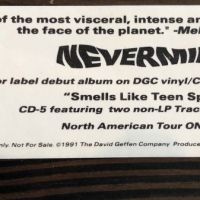 of the most visceral, intense an
the face of the planet." -Mel
NEVERMI
or label debut album on DGC vinyl/C
"Smells Like Teen Sp
CD-5 featuring two non-LP Trac
North American Tour ON
nly. Not For Sale. ©1991 The David Geffen Company Produce